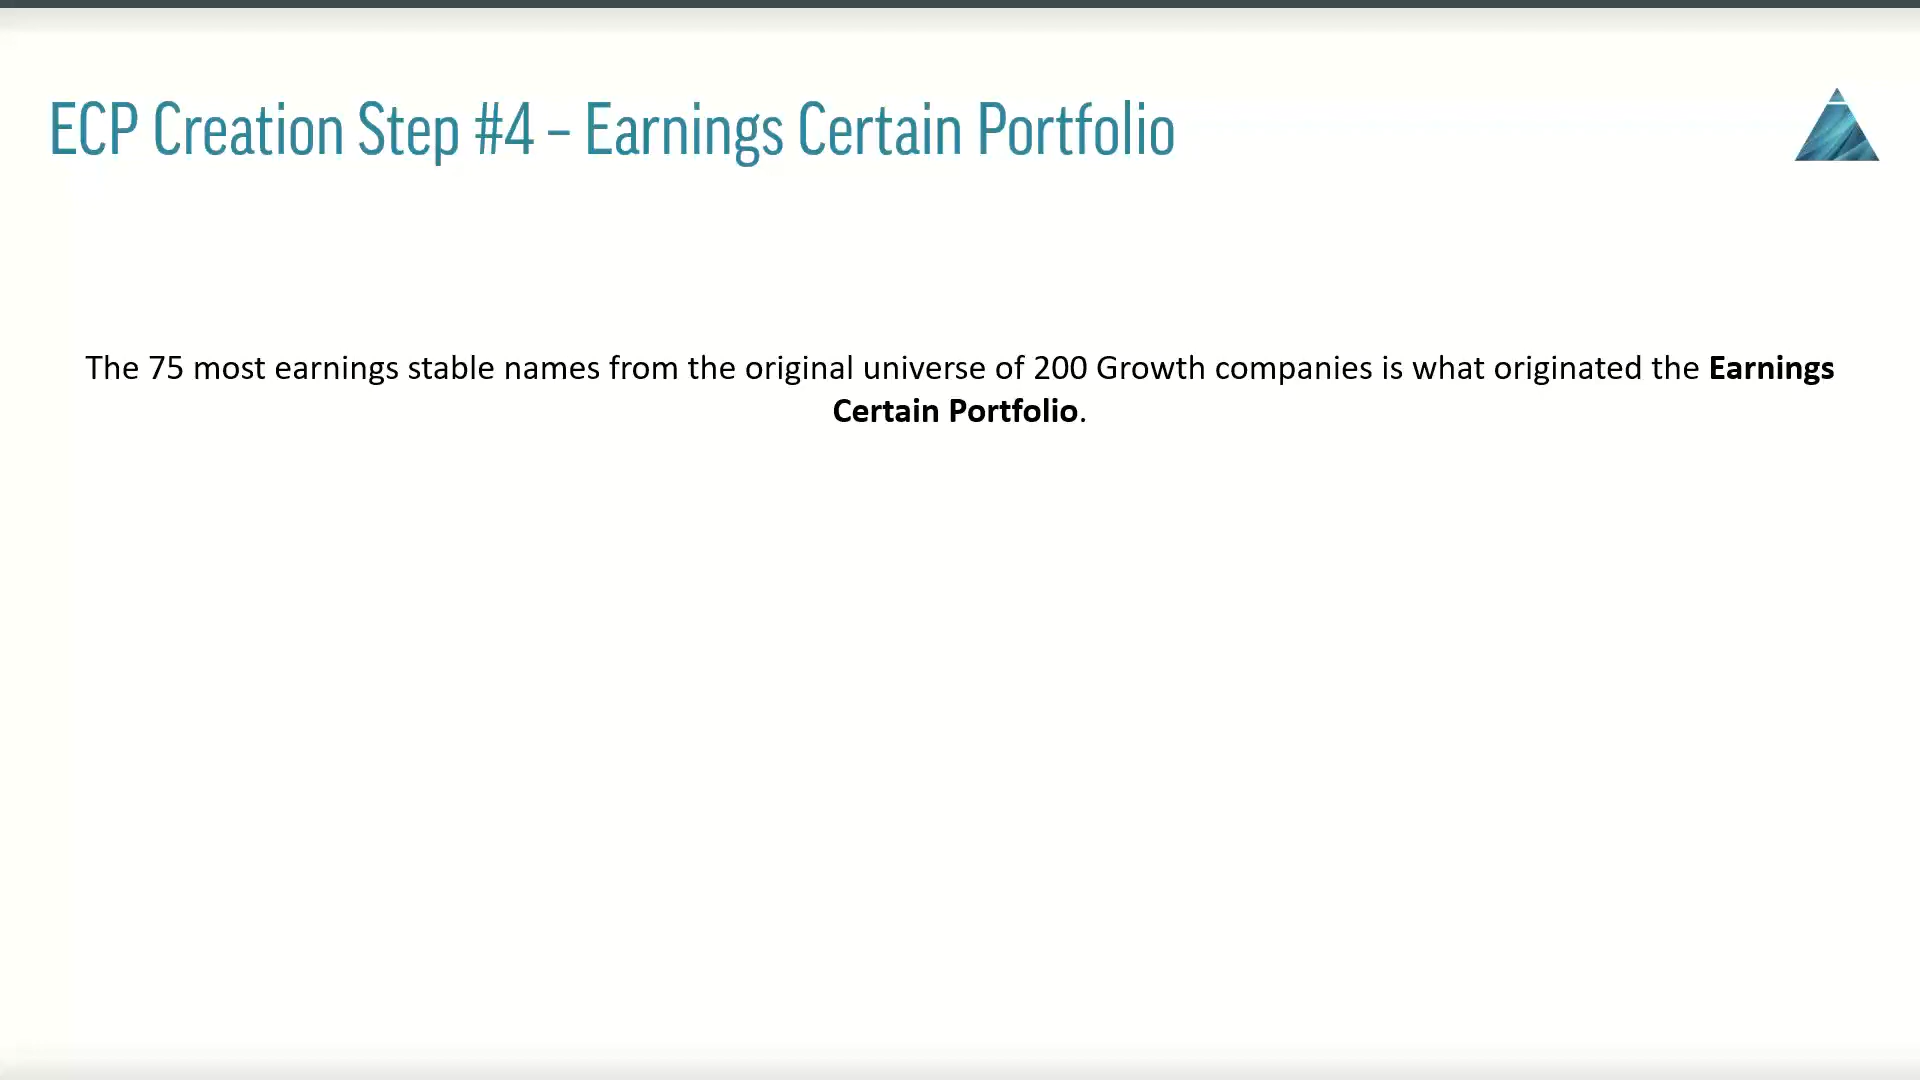 ECP Creation Step #4 – Earnings Certain Portfolio
The 75 most earnings stable names from the original universe of 200 Growth companies is what originated the Earnings
Certain Portfolio.